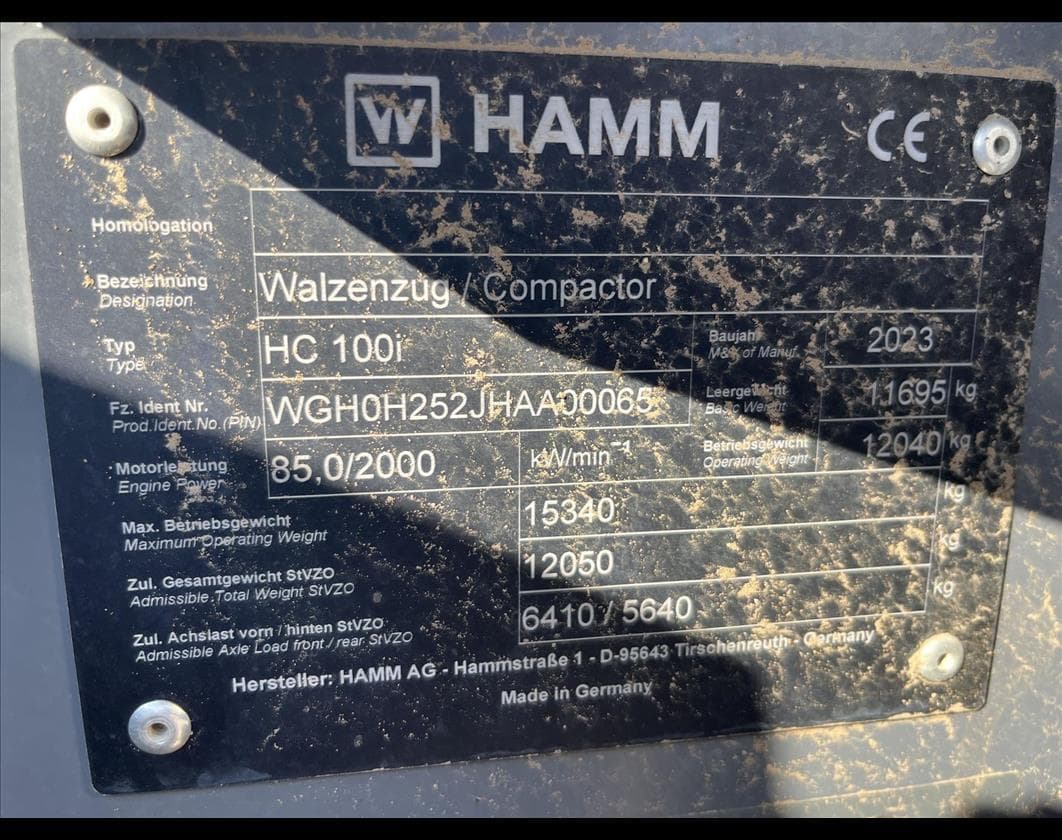 W HAMM CE
Homologation
Bezeichnung
Designation
Walzenzug / Compactor
Typ
Type
HC 100i
Baujahr
M&Y of Manuf.
2023
Fz. Ident Nr.
Prod.Ident.No.(PIN)
WGH0H252JHAA00065
Leergewicht
Basic Weight
11695 kg
Motorleistung
Engine Power
85,0/2000
kW/min⁻¹
Betriebsgewicht
Operating Weight
12040 kg
Max. Betriebsgewicht
Maximum Operating Weight
15340 kg
Zul. Gesamtgewicht StVZO
Admissible Total Weight StVZO
12050 kg
Zul. Achslast vorn / hinten StVZO
Admissible Axle Load front / rear StVZO
6410 / 5640 kg
Hersteller: HAMM AG - Hammstraße 1 - D-95643 Tirschenreuth - Germany
Made in Germany